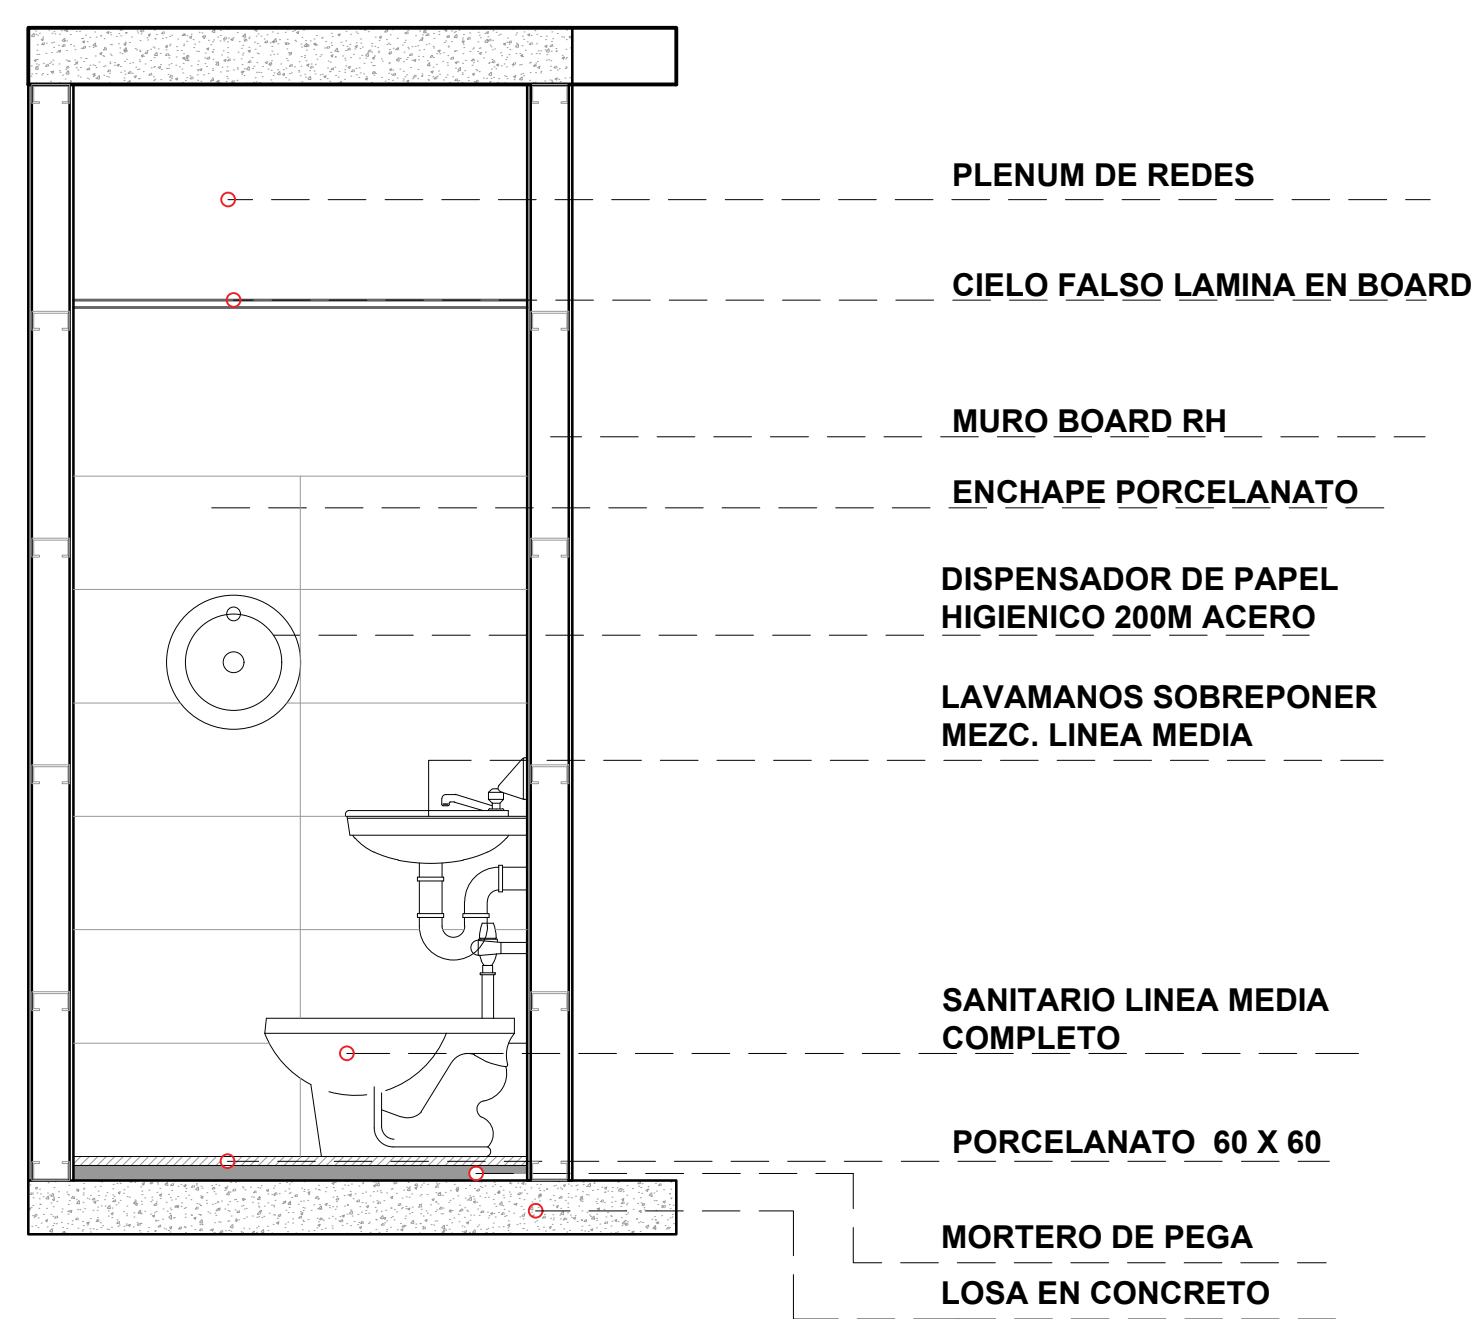 PLENUM DE REDES
CIELO FALSO LAMINA EN BOARD
MURO BOARD RH
ENCHAPE PORCELANATO
DISPENSADOR DE PAPEL
HIGIENICO 200M ACERO
LAVAMANOS SOBREPONER
MEZC. LINEA MEDIA
SANITARIO LINEA MEDIA
COMPLETO
PORCELANATO 60 X 60
MORTERO DE PEGA
LOSA EN CONCRETO